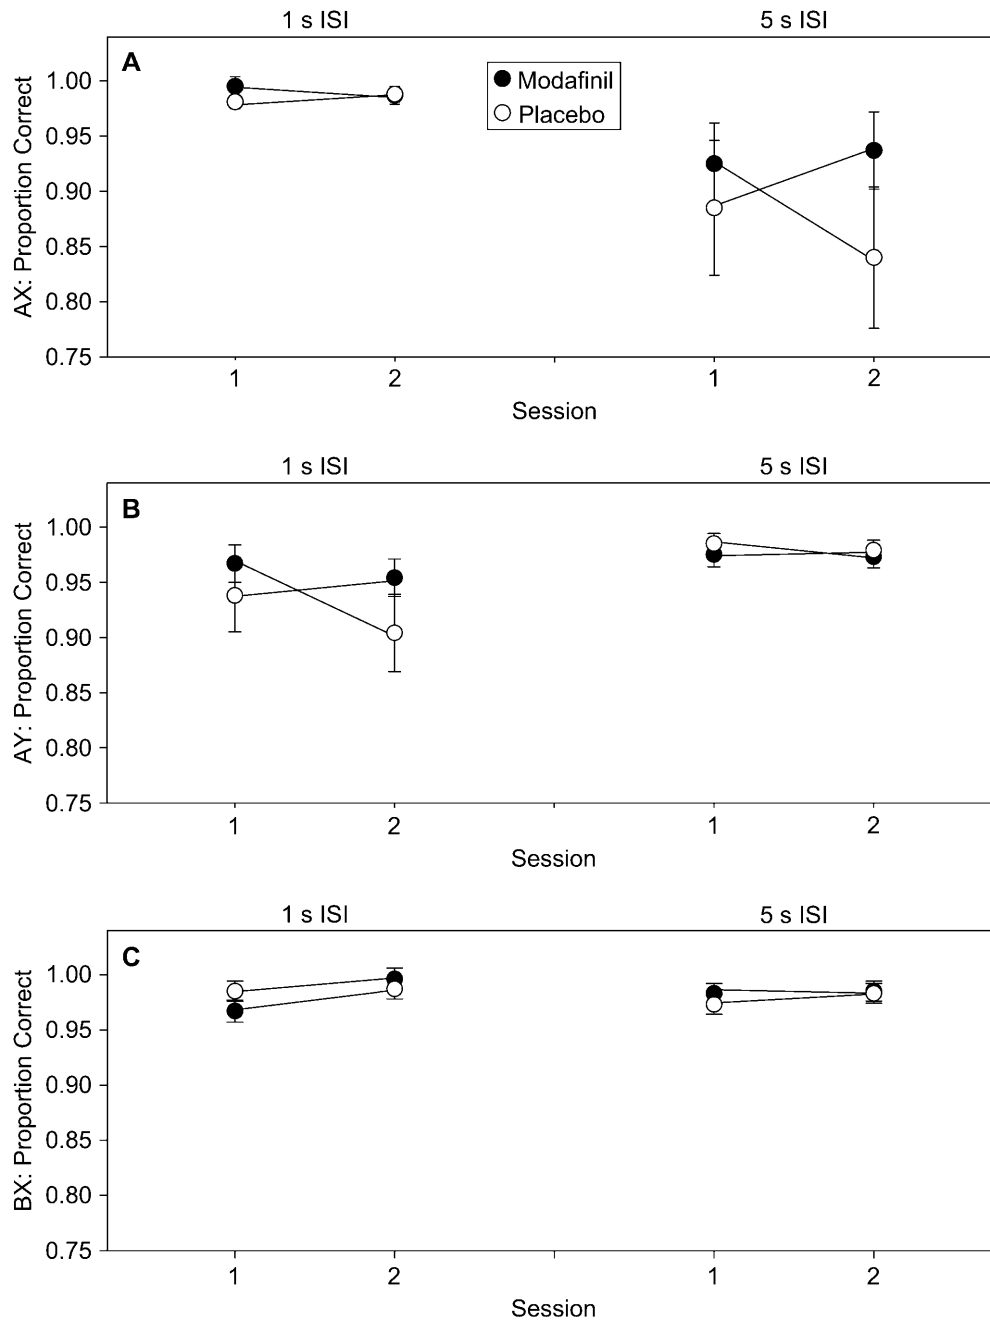 1 s ISI 5 s ISI
A
Modafinil
Placebo
AX: Proportion Correct
1.00
0.95
0.90
0.85
0.80
0.75
1 2 1 2
Session
1 s ISI 5 s ISI
B
AY: Proportion Correct
1.00
0.95
0.90
0.85
0.80
0.75
1 2 1 2
Session
1 s ISI 5 s ISI
C
BX: Proportion Correct
1.00
0.95
0.90
0.85
0.80
0.75
1 2 1 2
Session